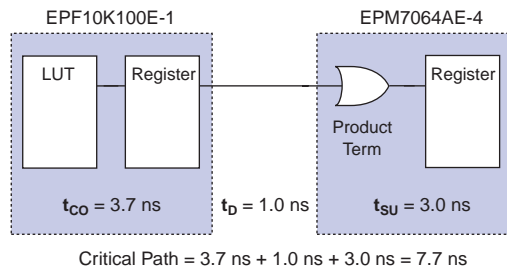 EPF10K100E-1 EPM7064AE-4
LUT Register Register
Product
Term
tCO = 3.7 ns tD = 1.0 ns tSU = 3.0 ns
Critical Path = 3.7 ns + 1.0 ns + 3.0 ns = 7.7 ns